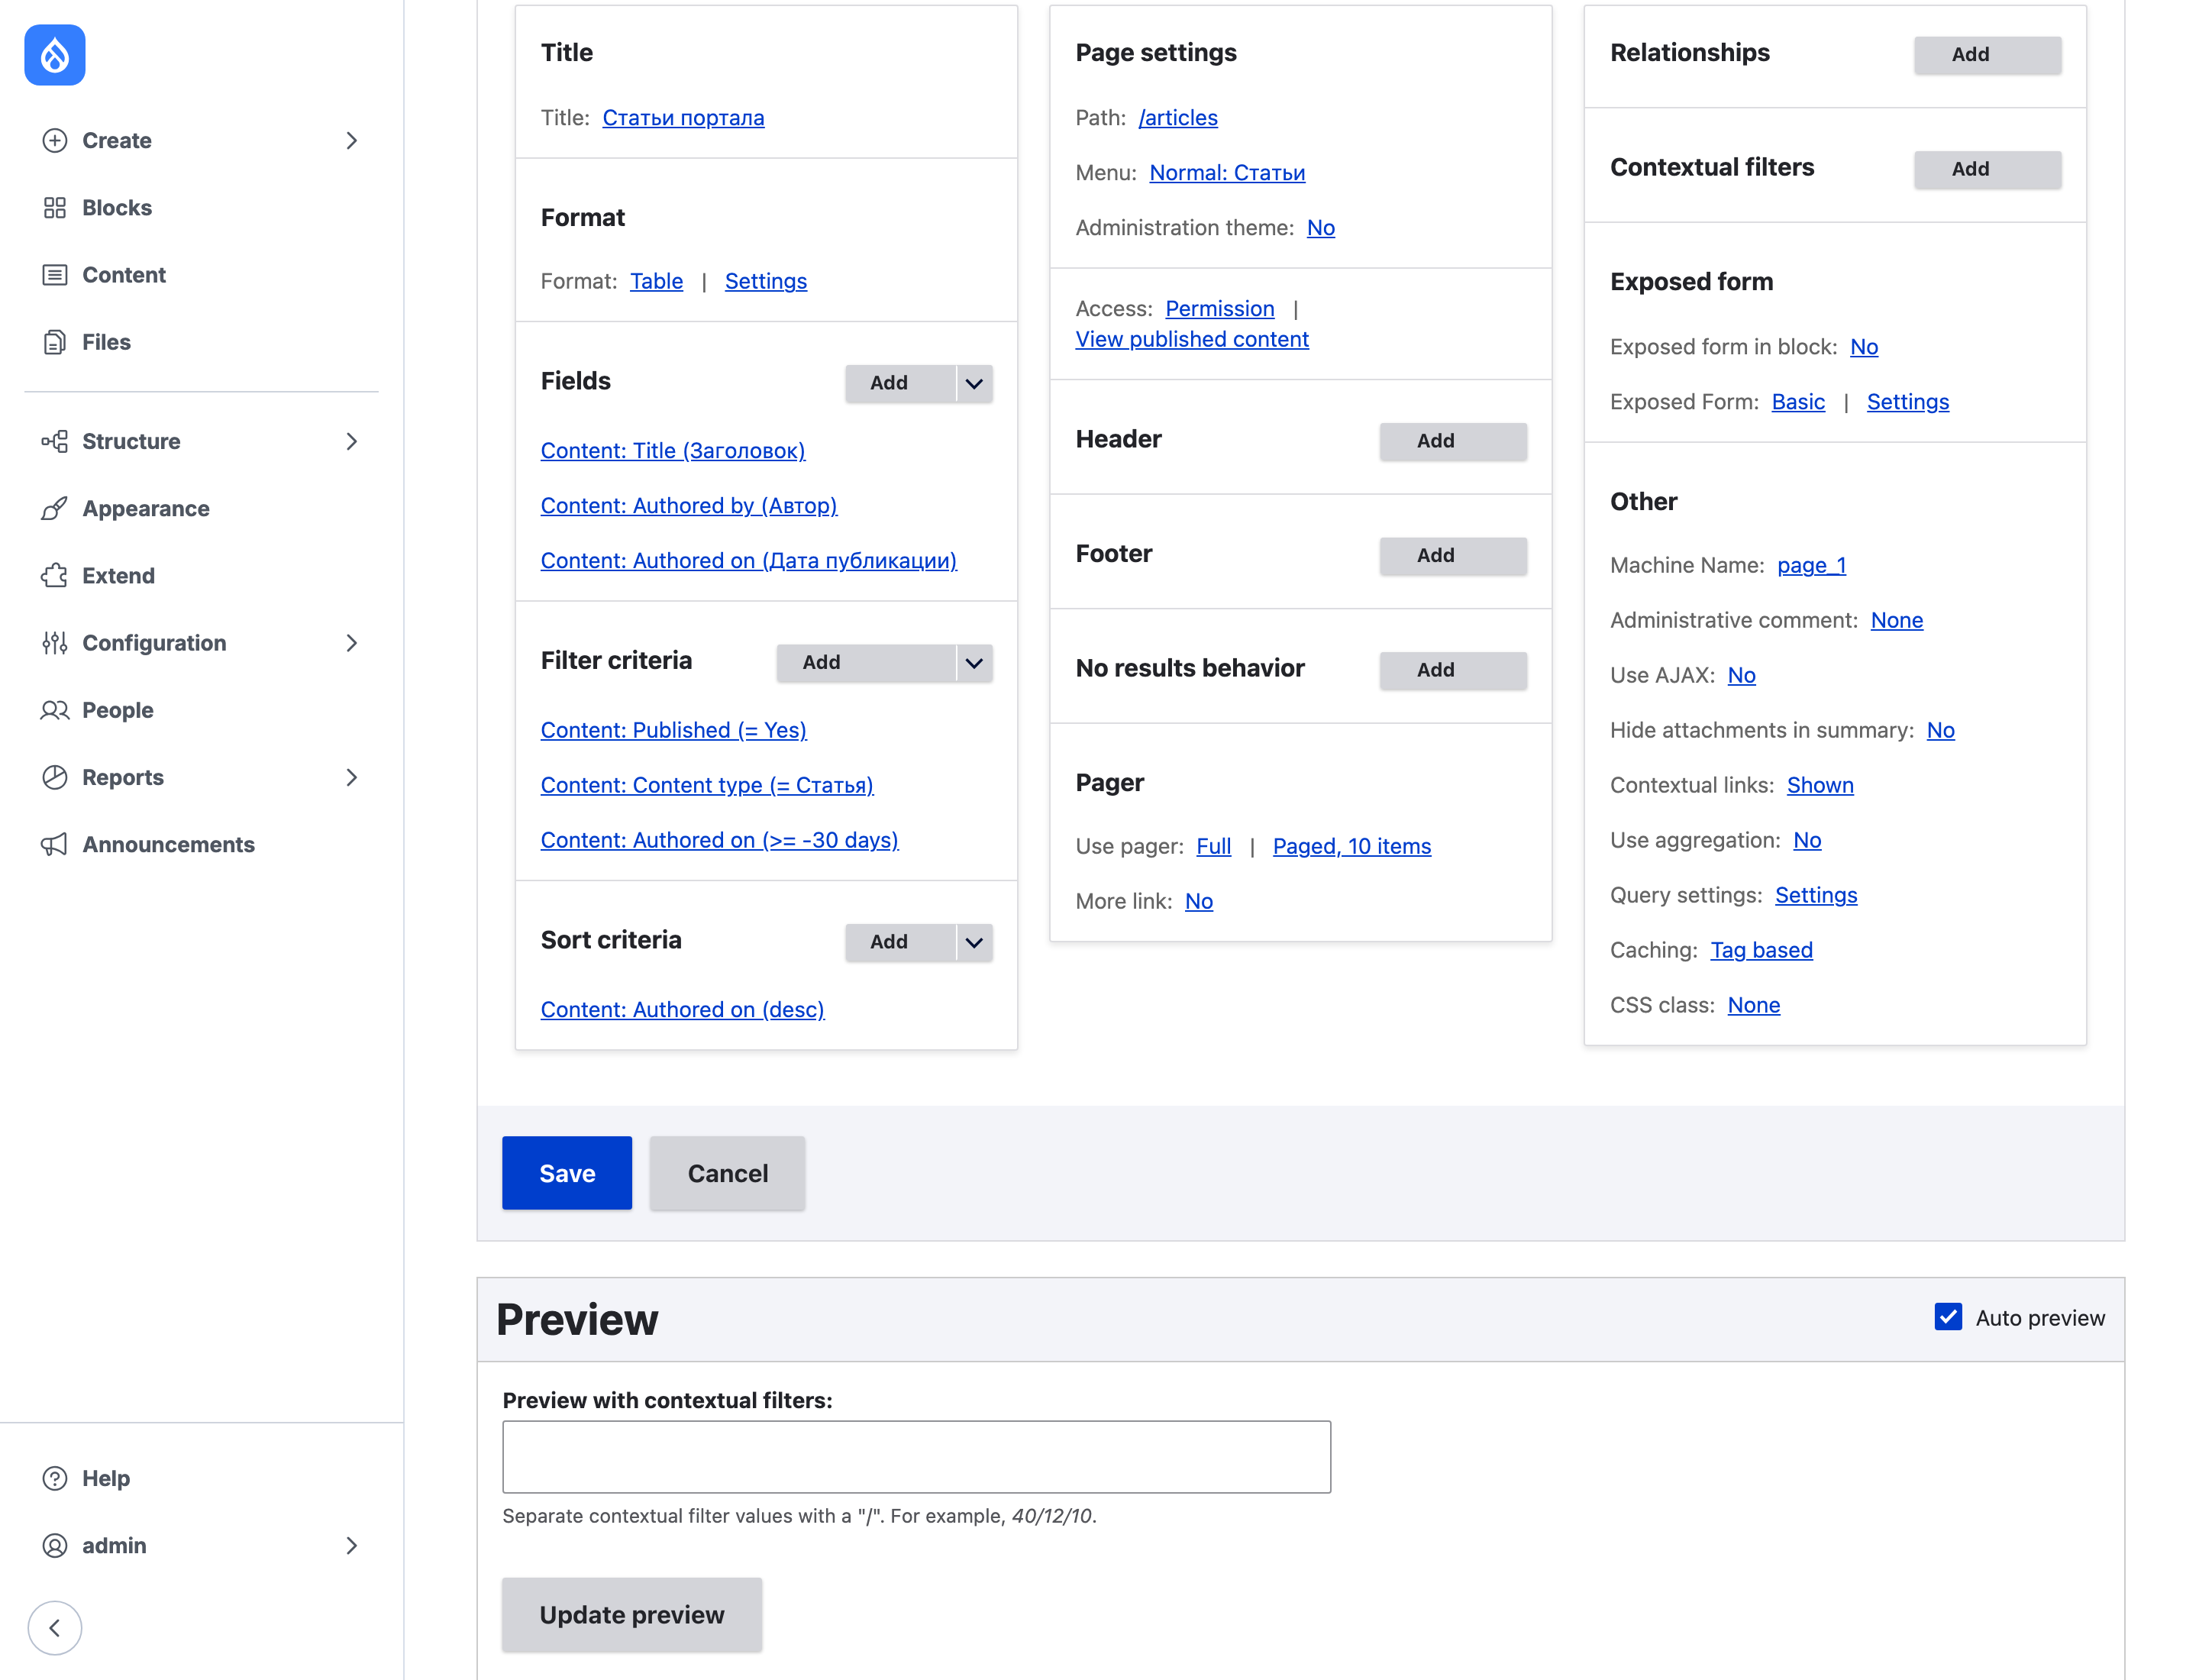 Create
Blocks
Content
Files
Structure
Appearance
Extend
Configuration
People
Reports
Announcements
Help
admin
Title
Title: Статьи портала
Format
Format: Table | Settings
Fields
Add
Content: Title (Заголовок)
Content: Authored by (Автор)
Content: Authored on (Дата публикации)
Filter criteria
Add
Content: Published (= Yes)
Content: Content type (= Статья)
Content: Authored on (>= -30 days)
Sort criteria
Add
Content: Authored on (desc)
Page settings
Path: /articles
Menu: Normal: Статьи
Administration theme: No
Access: Permission |
View published content
Header
Add
Footer
Add
No results behavior
Add
Pager
Use pager: Full | Paged, 10 items
More link: No
Relationships
Add
Contextual filters
Add
Exposed form
Exposed form in block: No
Exposed Form: Basic | Settings
Other
Machine Name: page_1
Administrative comment: None
Use AJAX: No
Hide attachments in summary: No
Contextual links: Shown
Use aggregation: No
Query settings: Settings
Caching: Tag based
CSS class: None
Save
Cancel
Preview
Auto preview
Preview with contextual filters:
Separate contextual filter values with a "/". For example, 40/12/10.
Update preview